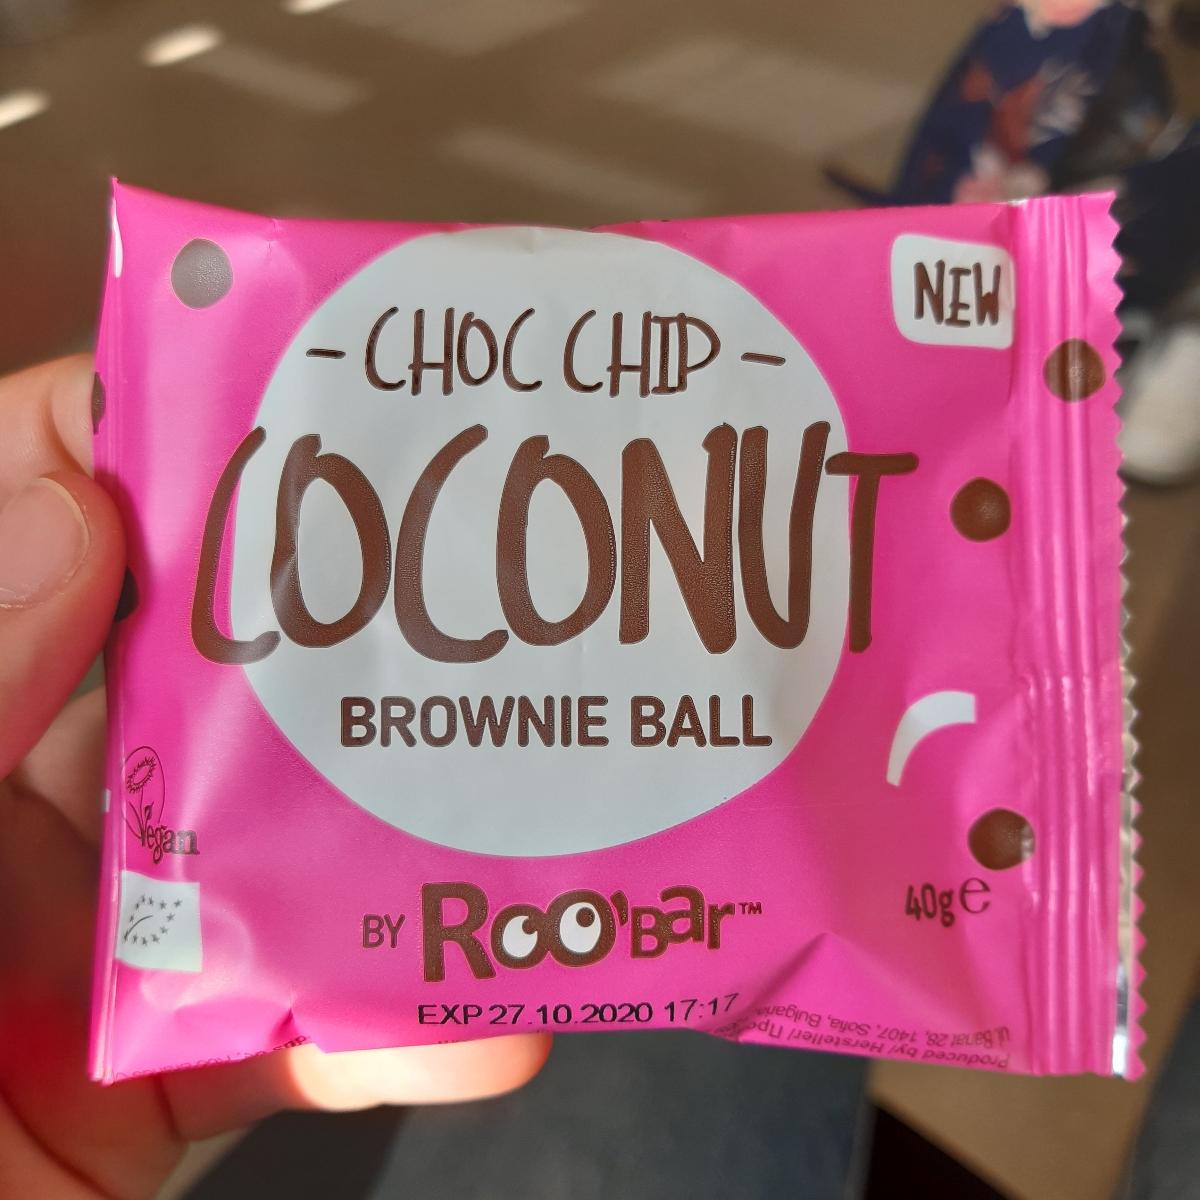 NEW
- CHOC CHIP -
COCONUT
BROWNIE BALL
Vegan
40g e
BY Roo'Bar™
EXP 27.10.2020 17:17
Produced by/ Hersteller/
ul. Banat 28, 1407, Sofia, Bulgaria